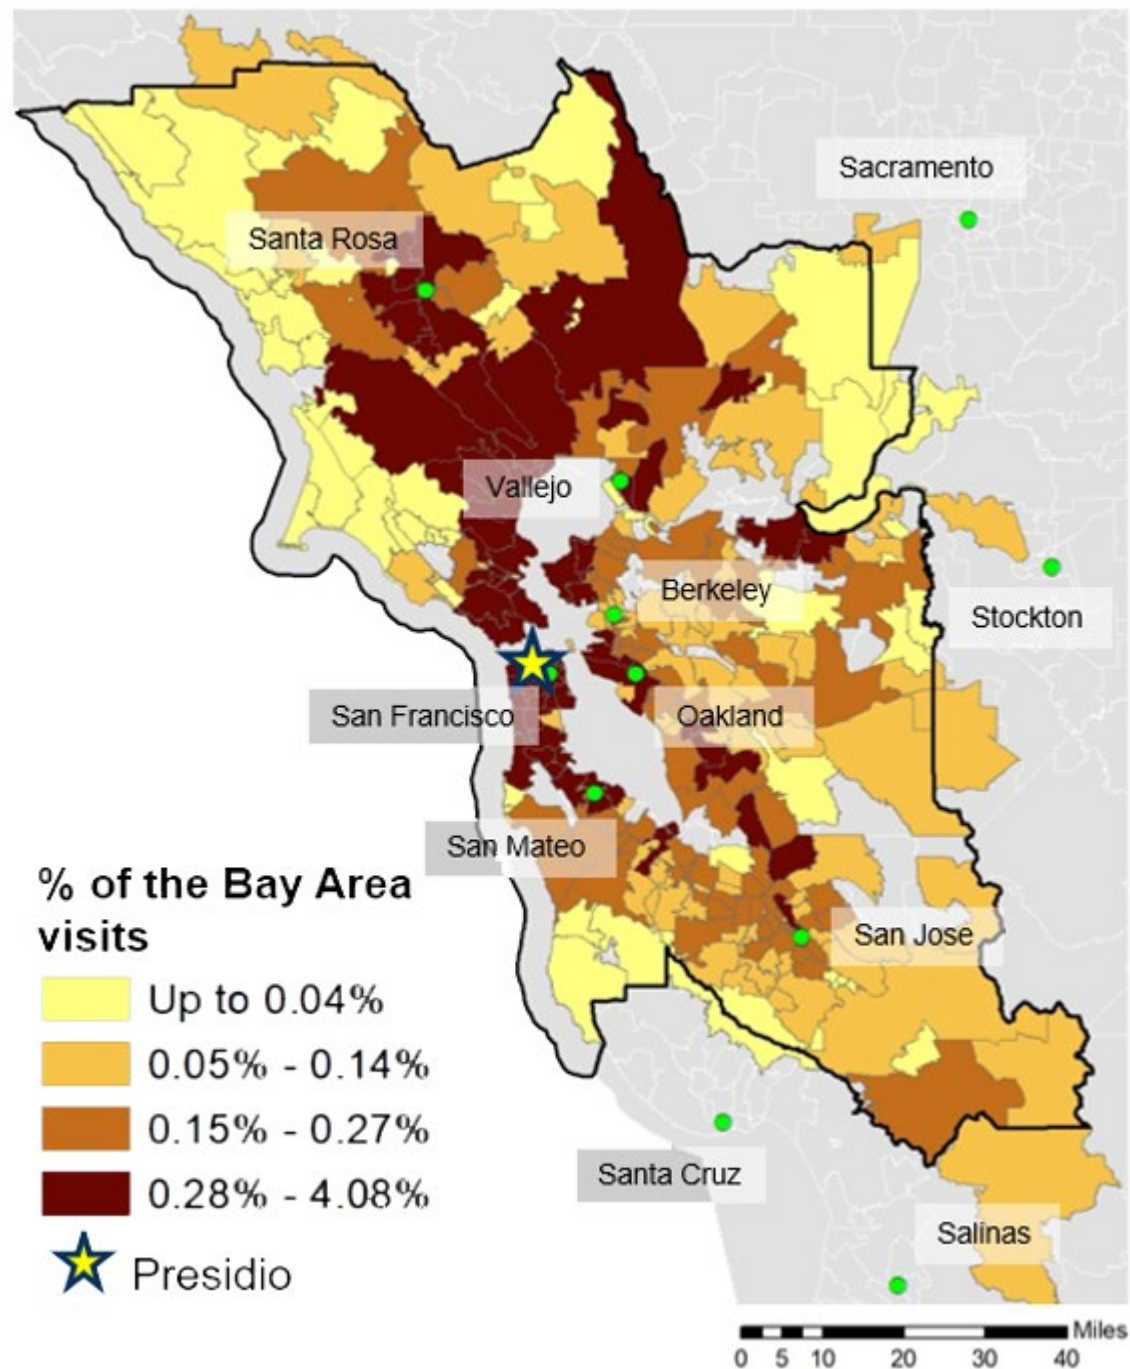 Sacramento
Santa Rosa
Vallejo
Berkeley
Stockton
San Francisco
Oakland
San Mateo
% of the Bay Area
visits
San Jose
Up to 0.04%
0.05% - 0.14%
0.15% - 0.27%
0.28% - 4.08%
Presidio
Santa Cruz
Salinas
Miles
0 5 10 20 30 40